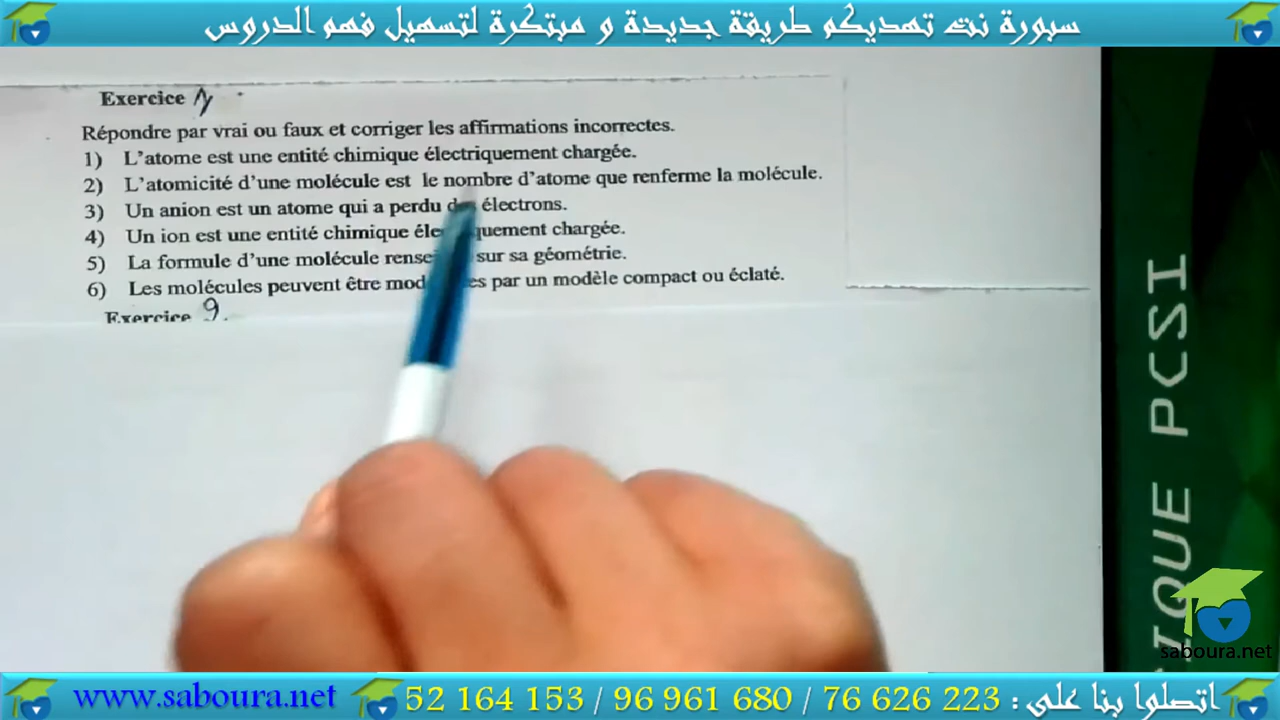 سبورة نت تهديكم طريقة جديدة و مبتكرة لتسهيل فهم الدروس
Exercice
Répondre par vrai ou faux et corriger les affirmations incorrectes.
1) L'atome est une entité chimique électriquement chargée.
2) L'atomicité d'une molécule est le nombre d'atome que renferme la molécule.
3) Un anion est un atome qui a perdu des électrons.
4) Un ion est une entité chimique éle quement chargée.
5) La formule d'une molécule rensei sur sa géométrie.
6) Les molécules peuvent être mod es par un modèle compact ou éclaté.
Exercice 9.
IQUE PCSI
saboura.net
www.saboura.net
52 164 153 / 96 961 680 / 76 626 223 : اتصلوا بنا على